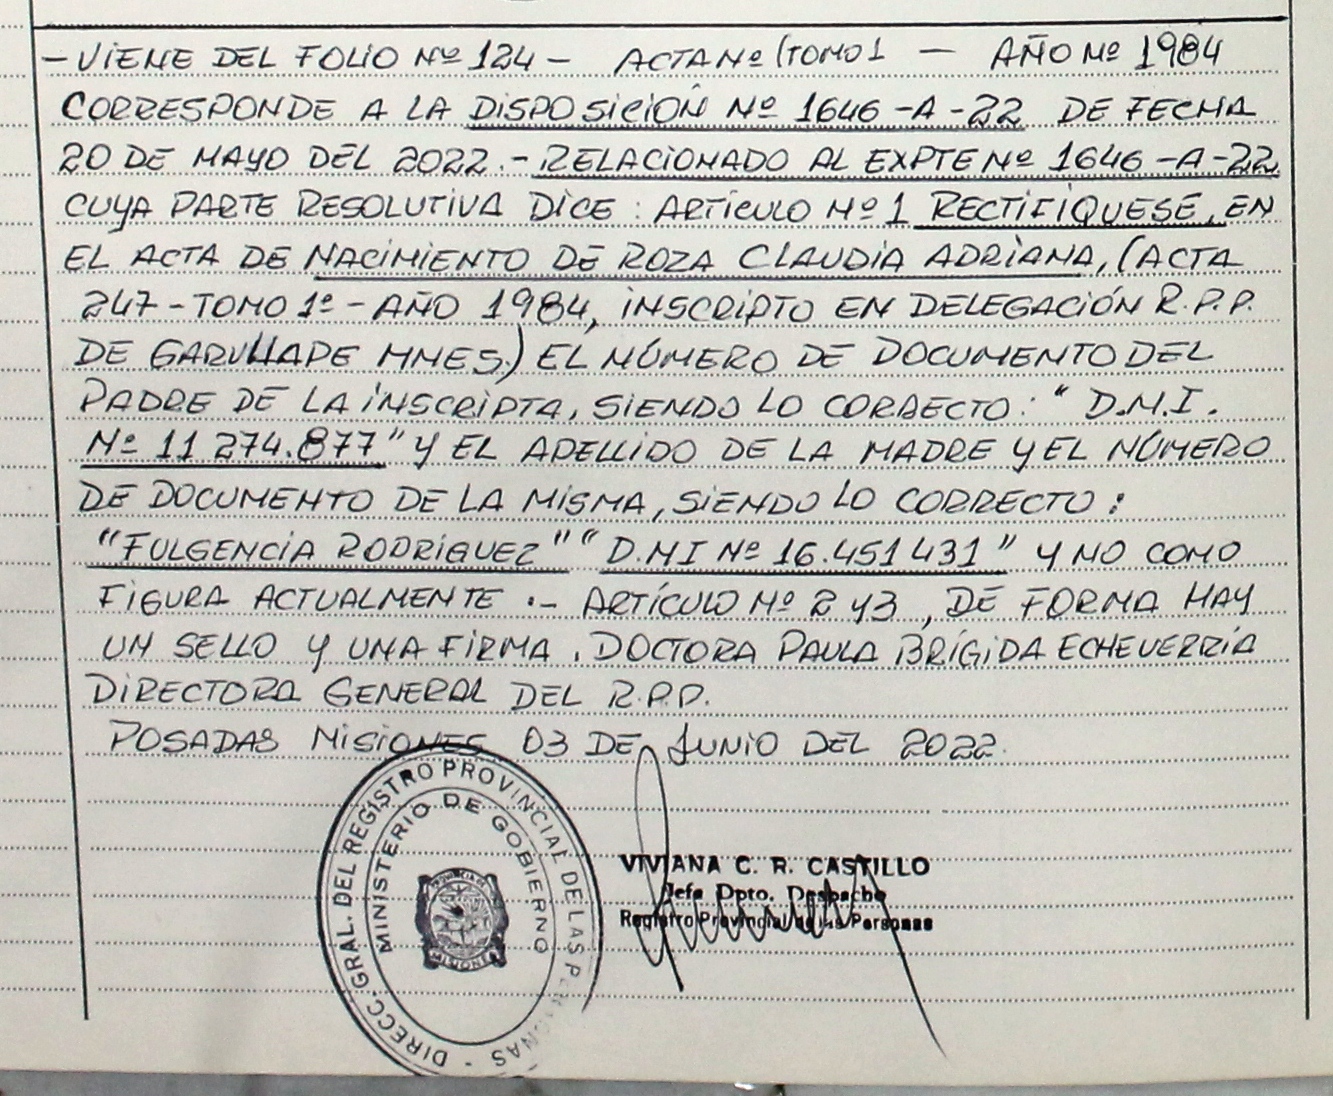 - VIENE DEL FOLIO Nº 124 - ACTA Nº (TOMO 1 — AÑO Nº 1984
CORRESPONDE A LA DISPOSICIÓN Nº 1646-A-22 DE FECHA
20 DE MAYO DEL 2022.- RELACIONADO AL EXPTE Nº 1646-A-22
CUYA PARTE RESOLUTIVA DICE: ARTÍCULO Nº 1 RECTIFIQUESE, EN
EL ACTA DE NACIMIENTO DE ROZA CLAUDIA ADRIANA, (ACTA
247-TOMO 1º-AÑO 1984, INSCRIPTO EN DELEGACIÓN R.P.P.
DE GARUHAPE MNES.) EL NÚMERO DE DOCUMENTO DEL
PADRE DE LA INSCRIPTA, SIENDO LO CORRECTO: "D.N.I.
Nº 11 274.877" Y EL APELLIDO DE LA MADRE Y EL NÚMERO
DE DOCUMENTO DE LA MISMA, SIENDO LO CORRECTO:
"FULGENCIA RODRIGUEZ" "D.NI Nº 16.451431" Y NO COMO
FIGURA ACTUALMENTE .- ARTÍCULO Nº 2 Y 3, DE FORMA HAY
UN SELLO Y UNA FIRMA. DOCTORA PAULA BRÍGIDA ECHEVERRÍA
DIRECTORA GENERAL DEL R.P.P.
POSADAS MISIONES 03 DE JUNIO DEL 2022.
DIRECC. GRAL. DEL REGISTRO PROVINCIAL DE LAS PERSONAS -
MINISTERIO DE GOBIERNO
PROVINCIA DE
MISIONES
VIVIANA C. R. CASTILLO
Jefe Dpto. Despacho
Registro Provincial de las Personas